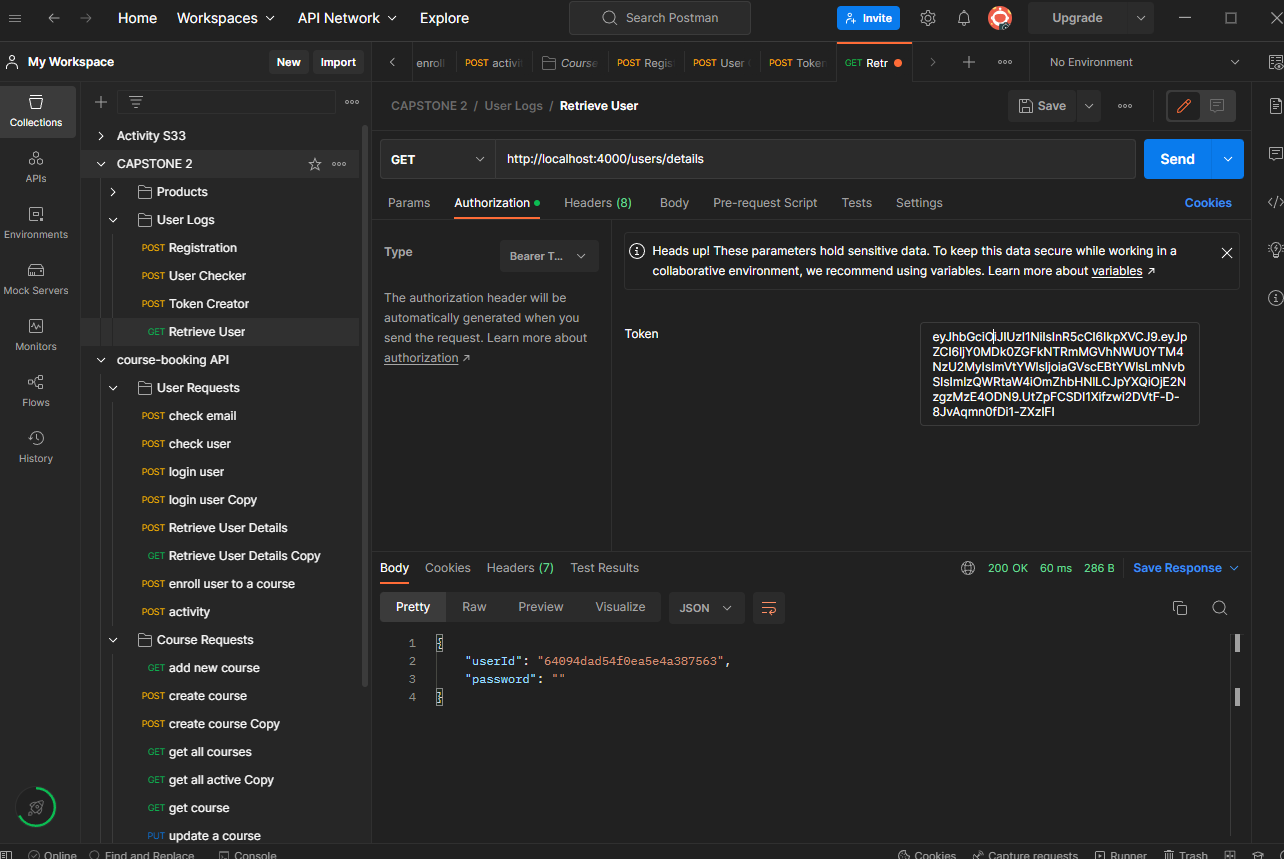 Home Workspaces API Network Explore Search Postman Invite Upgrade
My Workspace New Import
POST POST Regis POST User POST Token GET Retr No Environment
Collections
APIs
Environments
Mock Servers
Monitors
Flows
History
Activity S33
CAPSTONE 2
Products
User Logs
POST Registration
POST User Checker
POST Token Creator
GET Retrieve User
course-booking API
User Requests
POST check email
POST check user
POST login user
POST login user Copy
POST Retrieve User Details
GET Retrieve User Details Copy
POST enroll user to a course
POST activity
Course Requests
GET add new course
POST create course
POST create course Copy
GET get all courses
GET get all active Copy
GET get course
PUT update a course
CAPSTONE 2 / User Logs / Retrieve User Save
GET http://localhost:4000/users/details Send
Params Authorization Headers (8) Body Pre-request Script Tests Settings Cookies
Type Bearer T...
The authorization header will be
automatically generated when you
send the request. Learn more about
authorization ↗
Heads up! These parameters hold sensitive data. To keep this data secure while working in a
collaborative environment, we recommend using variables. Learn more about variables ↗
Token
Body Cookies Headers (7) Test Results 200 OK 60 ms 286 B Save Response
Pretty Raw Preview Visualize JSON
1 {
2 "userId": "64094dad54f0ea5e4a387563",
3 "password": ""
4 }
Online Find and Replace Console Cookies Capture requests Runner Trash